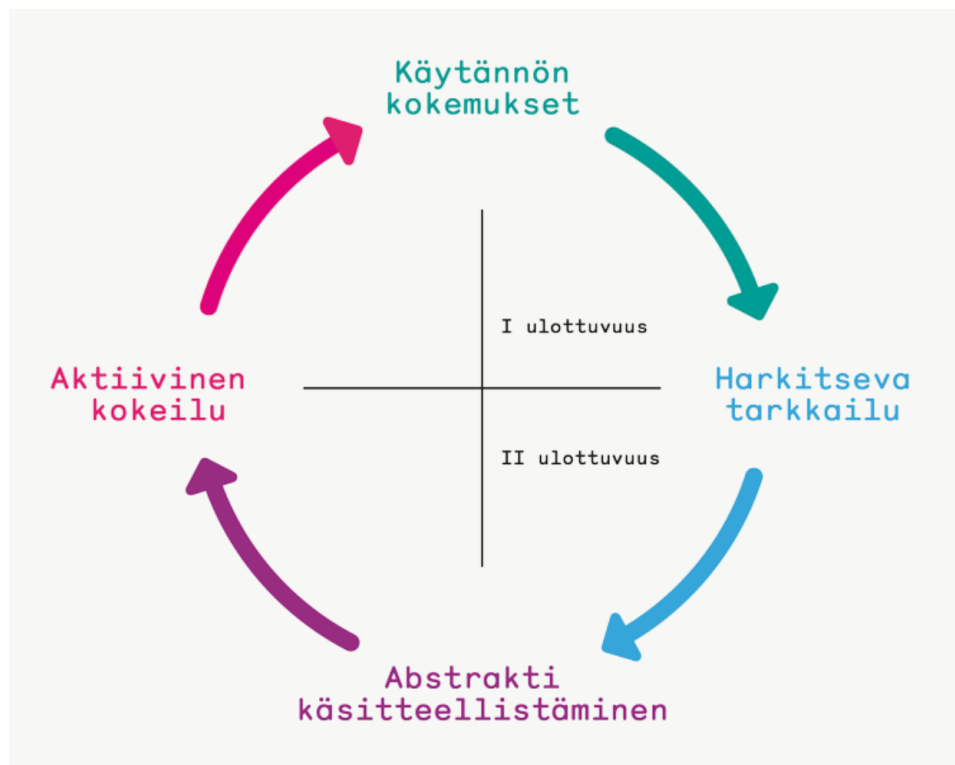 Käytännön
kokemukset
I ulottuvuus
Aktiivinen
kokeilu
Harkitseva
tarkkailu
II ulottuvuus
Abstrakti
käsitteellistäminen